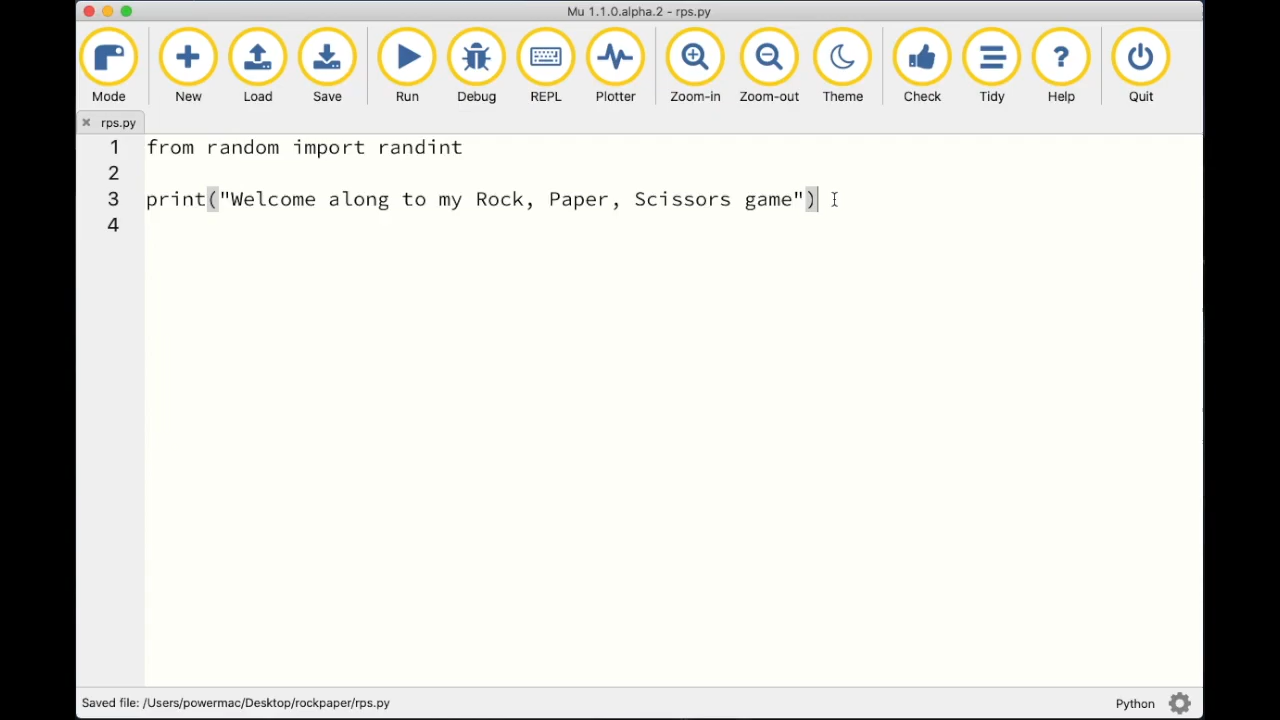 Mu 1.1.0.alpha.2 - rps.py
Mode New Load Save Run Debug REPL Plotter Zoom-in Zoom-out Theme Check Tidy Help Quit
rps.py
1 from random import randint
2
3 print("Welcome along to my Rock, Paper, Scissors game")
4
Saved file: /Users/powermac/Desktop/rockpaper/rps.py Python